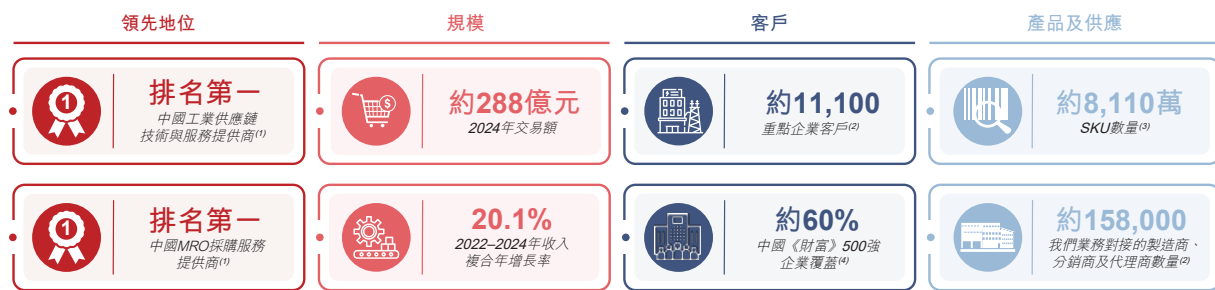 領先地位
規模
客戶
產品及供應
1
排名第一
中國工業供應鏈
技術與服務提供商(1)
$
約288億元
2024年交易額
約11,100
重點企業客戶(2)
約8,110萬
SKU數量(3)
1
排名第一
中國MRO採購服務
提供商(1)
20.1%
2022–2024年收入
複合年增長率
約60%
中國《財富》500強
企業覆蓋(4)
約158,000
我們業務對接的製造商、
分銷商及代理商數量(2)